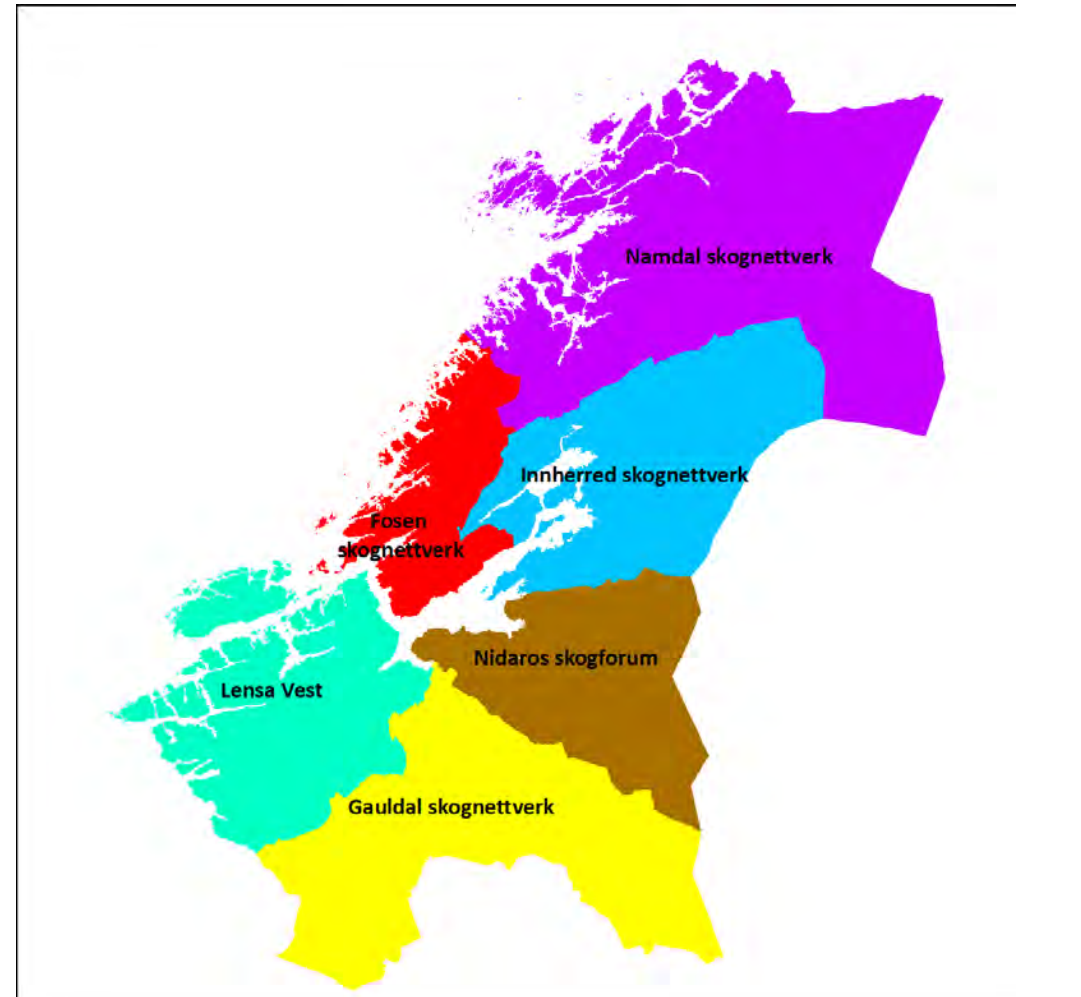 Namdal skognettverk
Innherred skognettverk
Fosen
skognettverk
Nidaros skogforum
Lensa Vest
Gauldal skognettverk